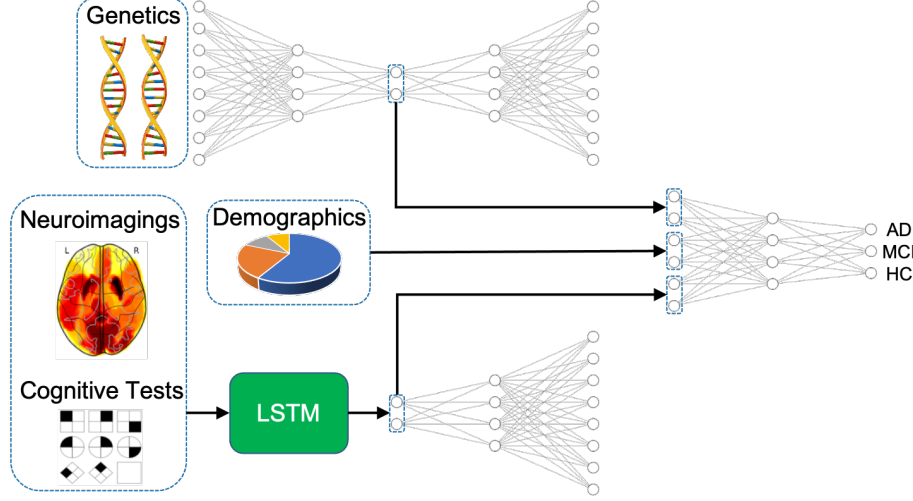 Genetics
Neuroimagings
Demographics
L R
AD
MCI
HC
Cognitive Tests
LSTM